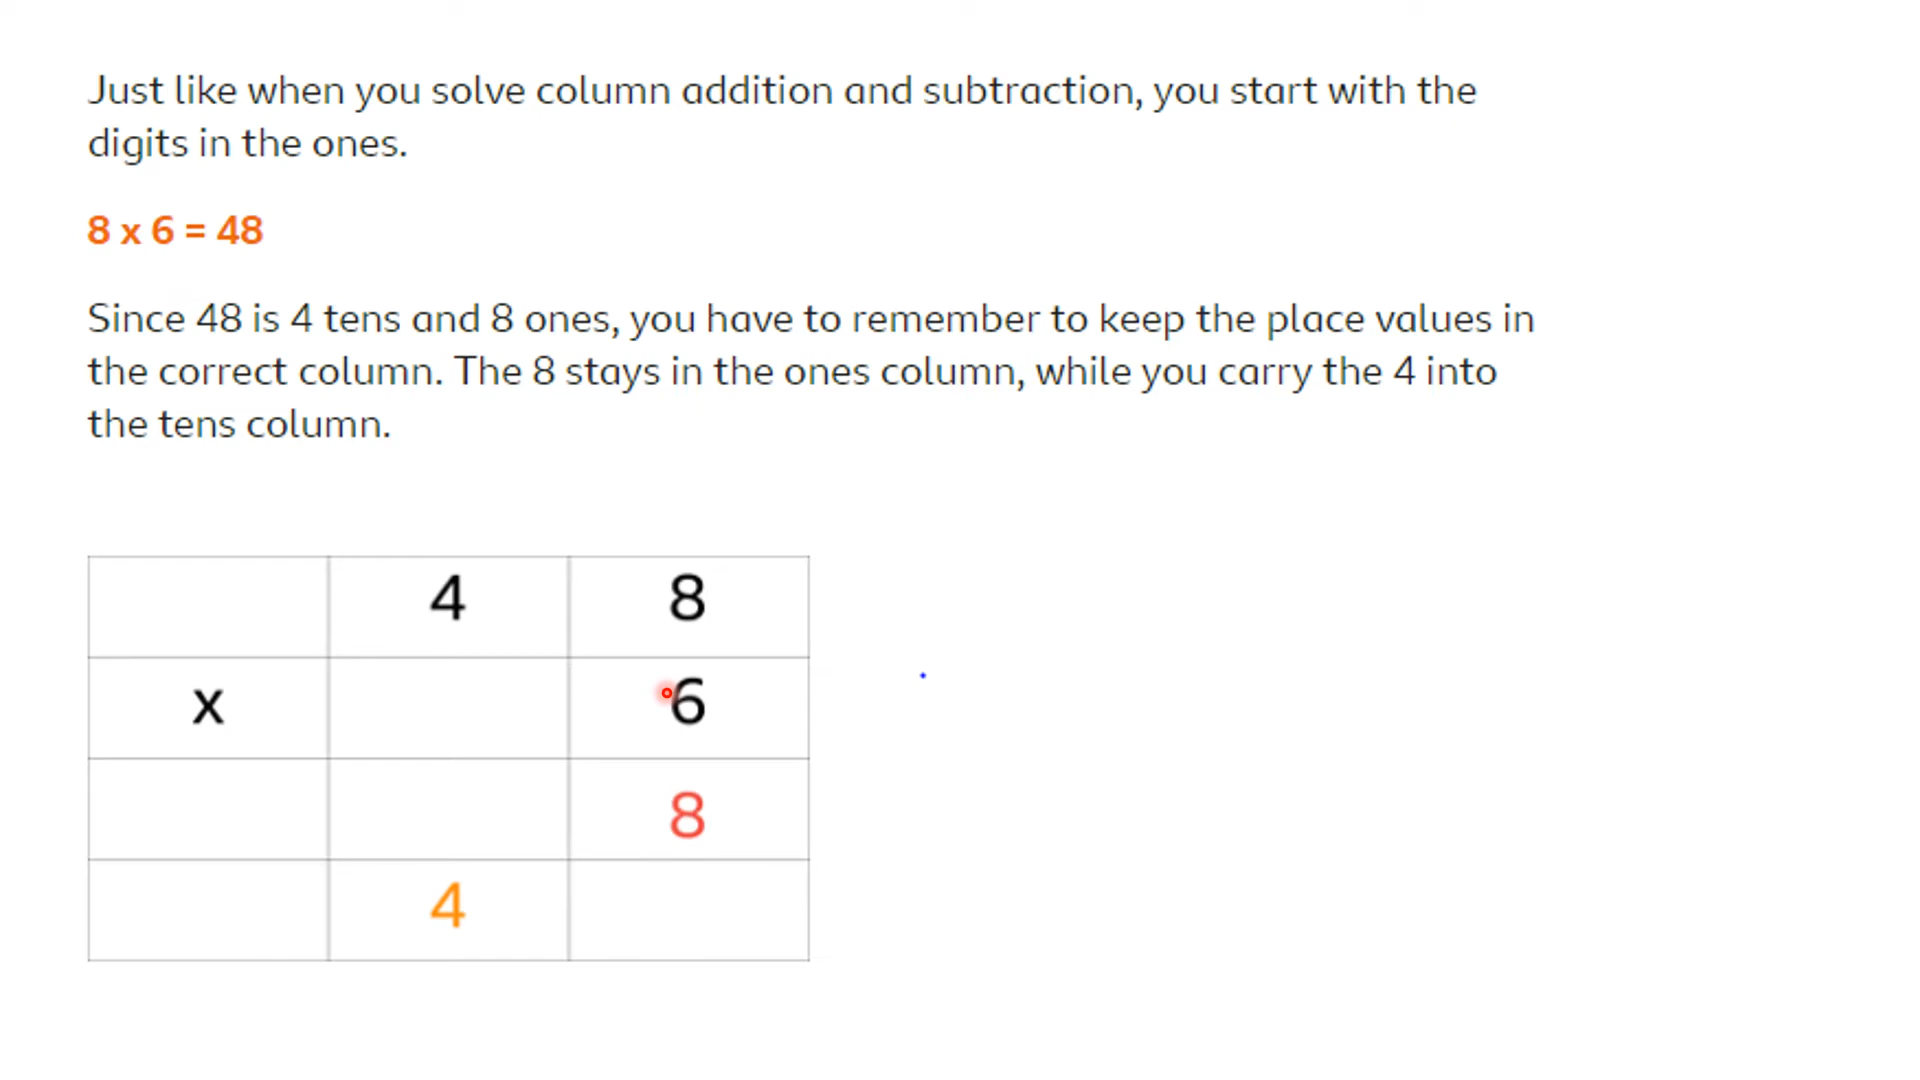 Just like when you solve column addition and subtraction, you start with the
digits in the ones.
8 x 6 = 48
Since 48 is 4 tens and 8 ones, you have to remember to keep the place values in
the correct column. The 8 stays in the ones column, while you carry the 4 into
the tens column.
4 8
x 6
8
4